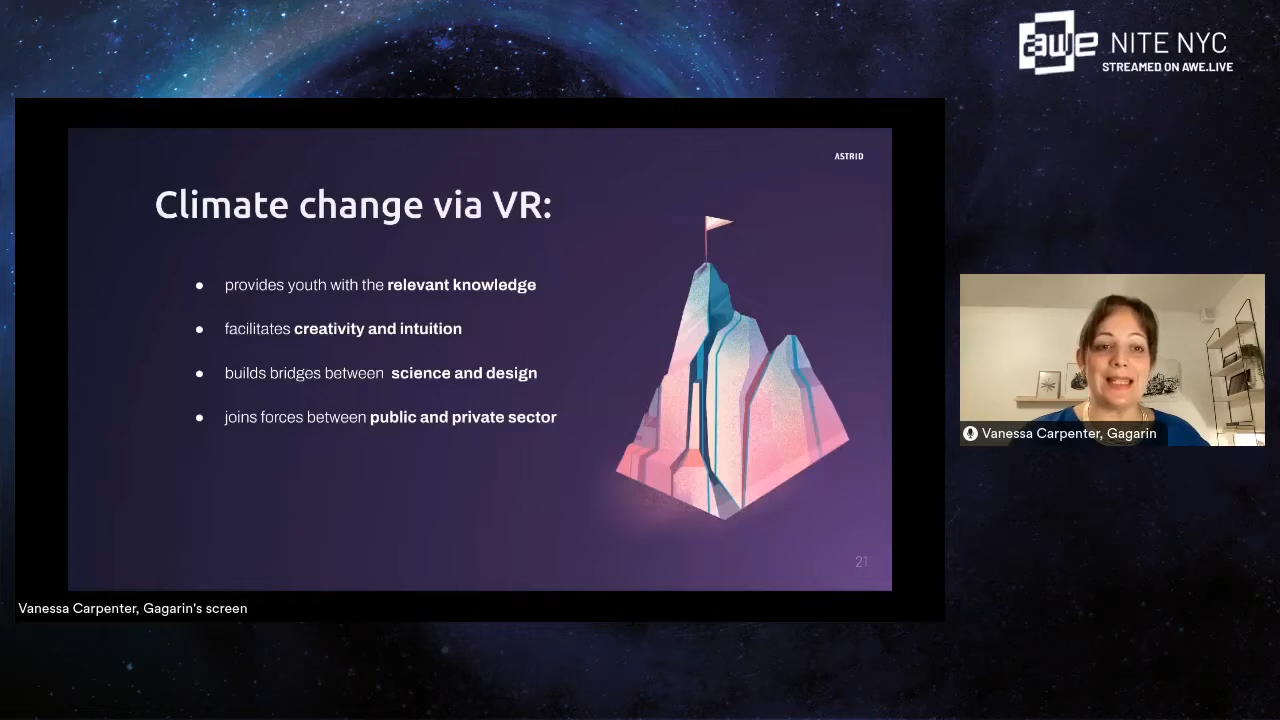 awe NITE NYC
STREAMED ON AWE.LIVE
ASTRID
Climate change via VR:
• provides youth with the relevant knowledge
• facilitates creativity and intuition
• builds bridges between science and design
• joins forces between public and private sector
21
Vanessa Carpenter, Gagarin
Vanessa Carpenter, Gagarin's screen